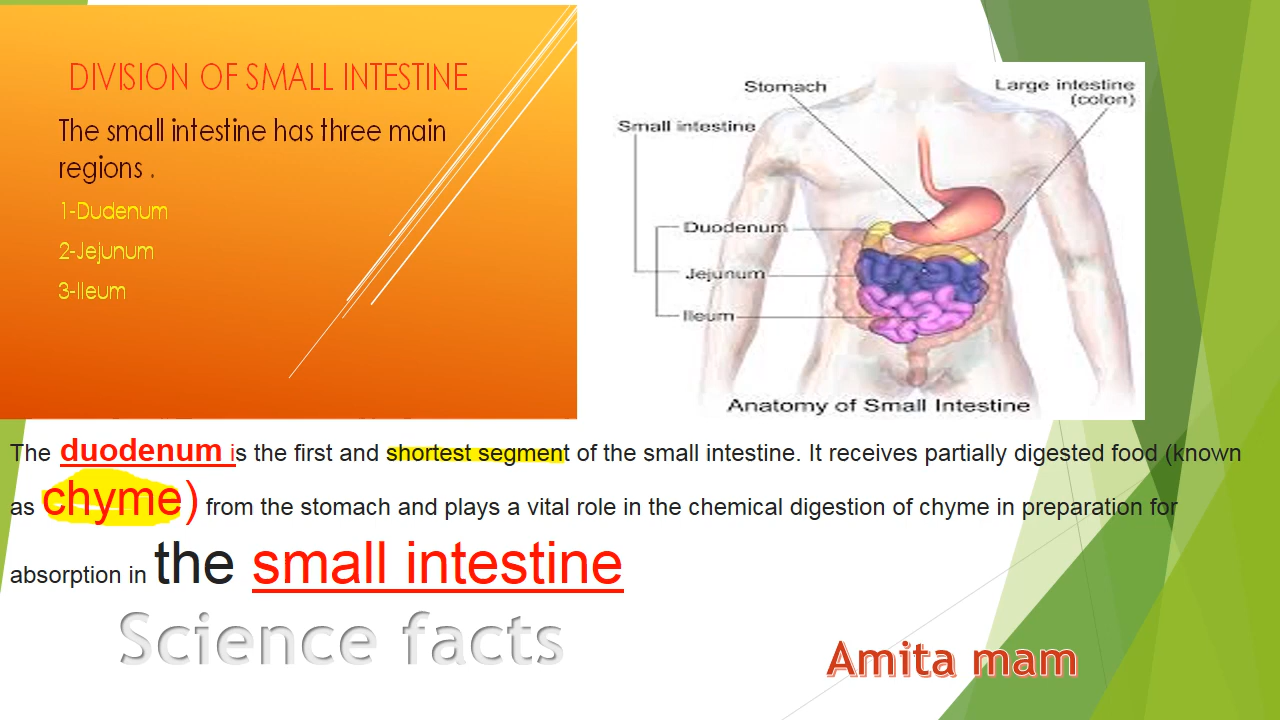 DIVISION OF SMALL INTESTINE
The small intestine has three main
regions .
1-Dudenum
2-Jejunum
3-Ileum
Stomach
Large intestine
(colon)
Small intestine
Duodenum
Jejunum
Ileum
Anatomy of Small Intestine
The duodenum is the first and shortest segment of the small intestine. It receives partially digested food (known
as chyme) from the stomach and plays a vital role in the chemical digestion of chyme in preparation for
absorption in the small intestine
Science facts
Amita mam